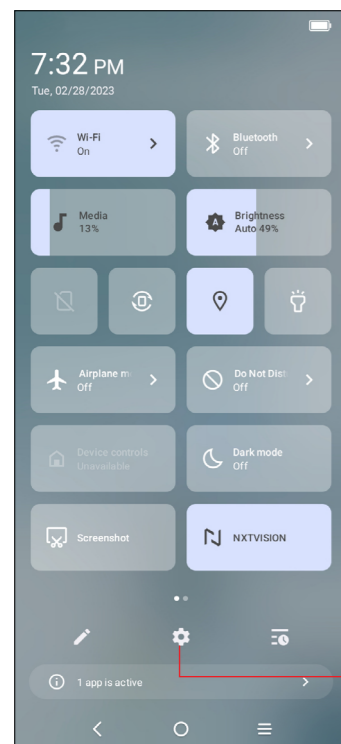 7:32 PM
Tue, 02/28/2023
Wi-Fi
On
Bluetooth
Off
Media
13%
A
Brightness
Auto 49%
Airplane m
Off
Do Not Dist
Off
Device controls
Unavailable
Dark mode
Off
Screenshot
NXTVISION
1 app is active